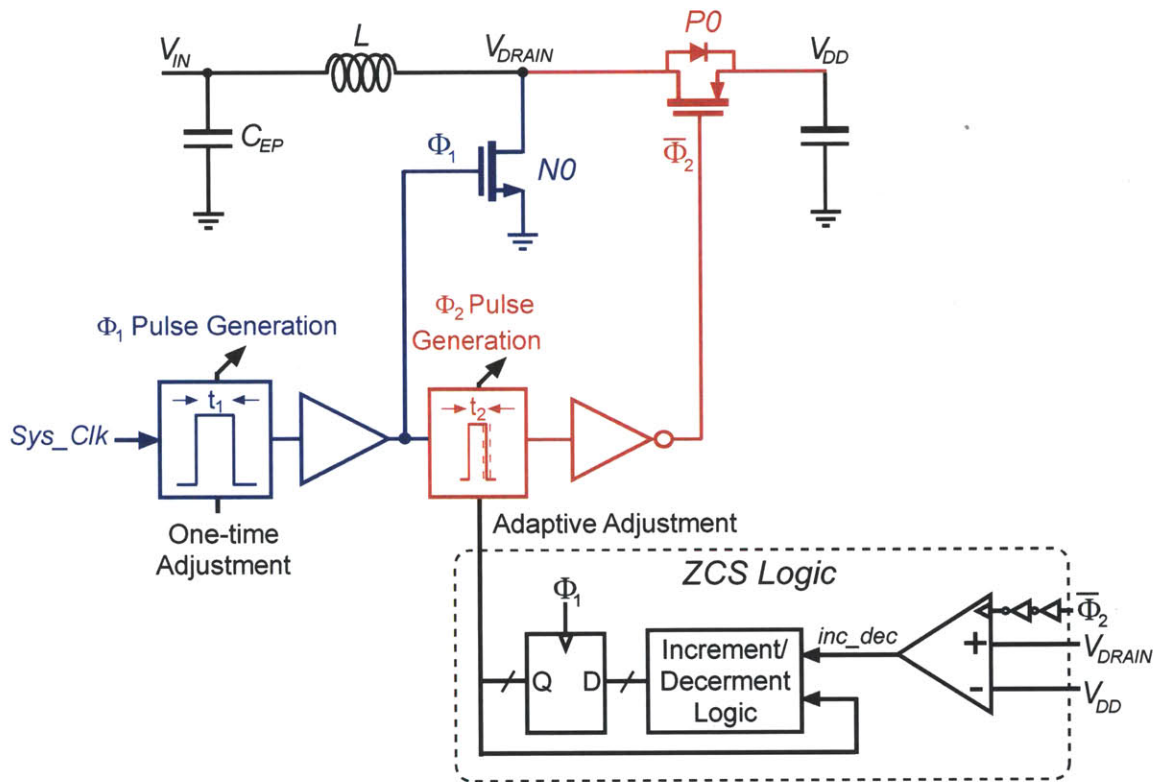 P0
L
V_IN
V_DRAIN
V_DD
C_EP
Φ₁
N0
Φ̅₂
Φ₂ Pulse
Generation
Φ₁ Pulse Generation
t₁
t₂
Sys_Clk
One-time
Adjustment
Adaptive Adjustment
ZCS Logic
Φ₁
Φ̅₂
inc_dec
+
V_DRAIN
-
V_DD
Q
D
Increment/
Decerment
Logic